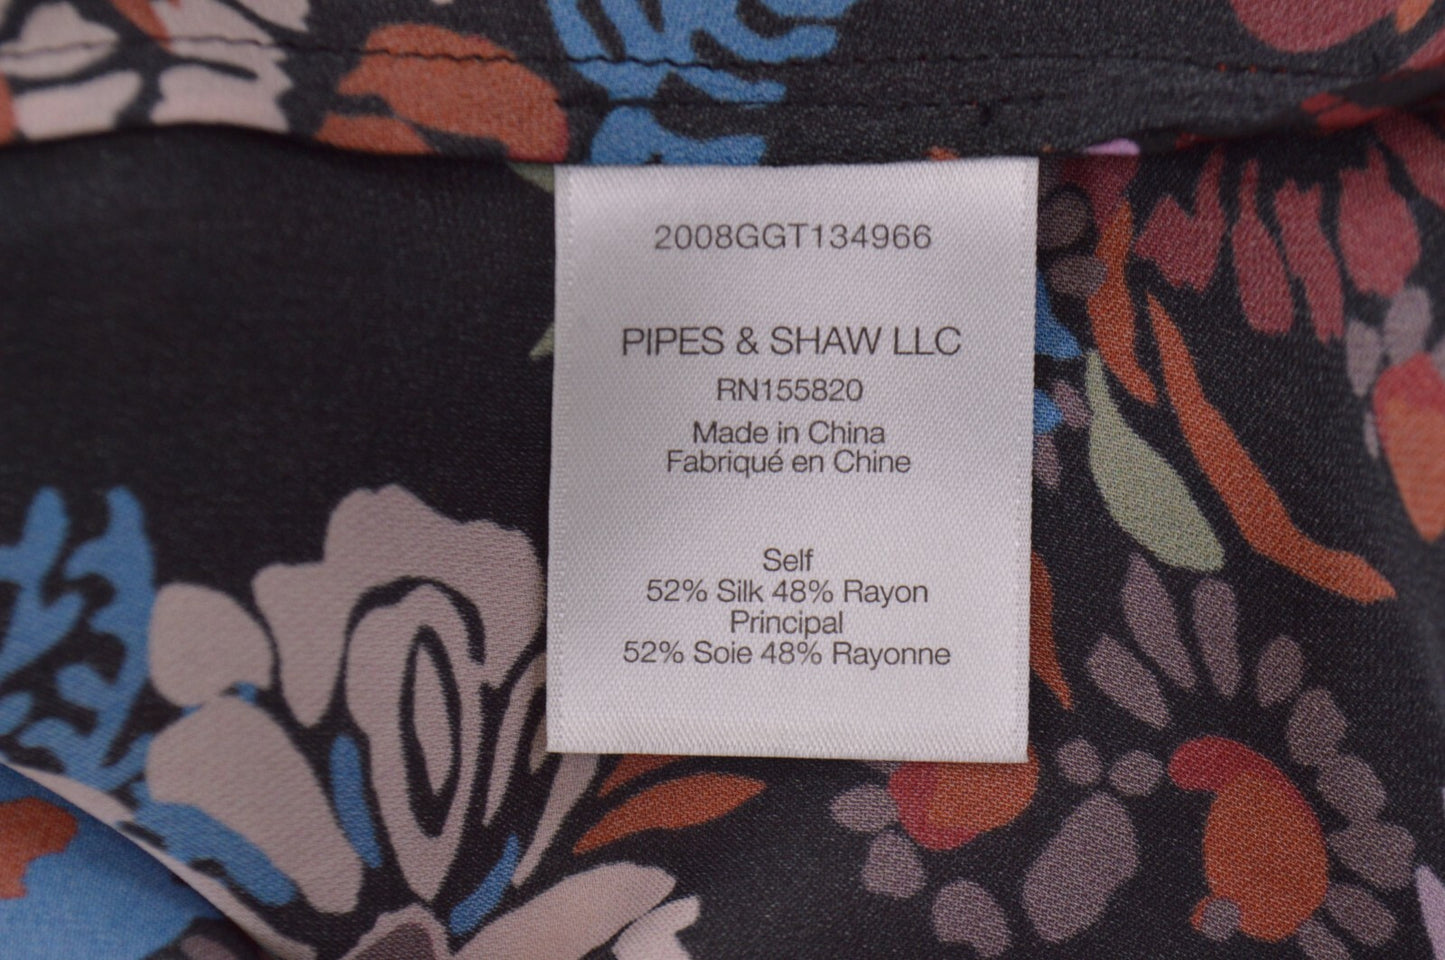 2008GGT134966
PIPES & SHAW LLC
RN155820
Made in China
Fabriqué en Chine
Self
52% Silk 48% Rayon
Principal
52% Soie 48% Rayonne